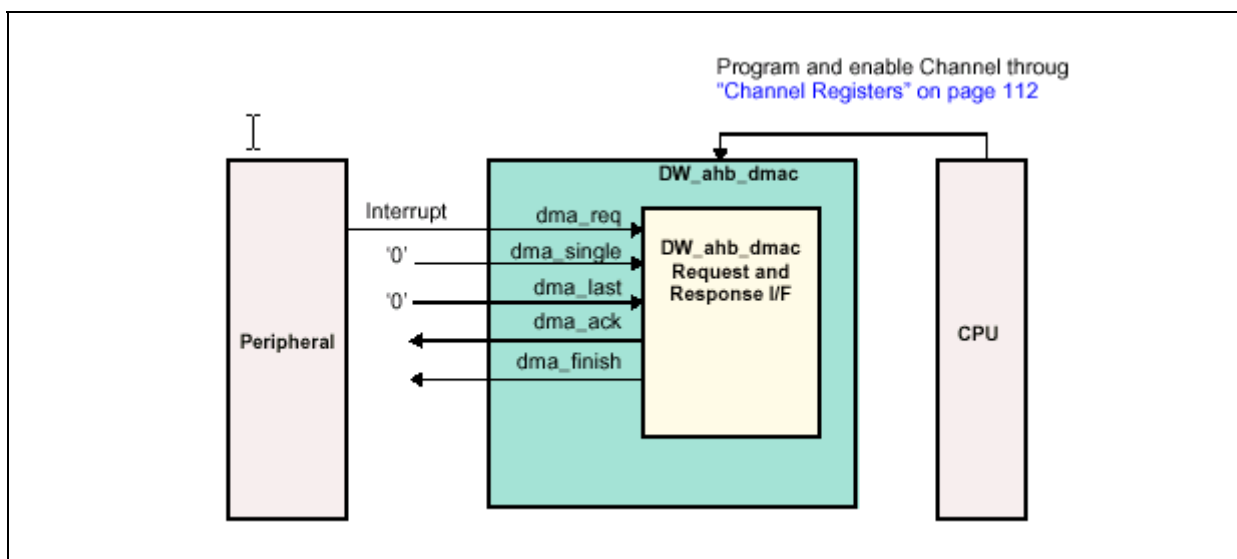 Program and enable Channel throug
"Channel Registers" on page 112
DW_ahb_dmac
Interrupt
dma_req
'0'
dma_single
'0'
dma_last
dma_ack
dma_finish
DW_ahb_dmac
Request and
Response I/F
Peripheral
CPU